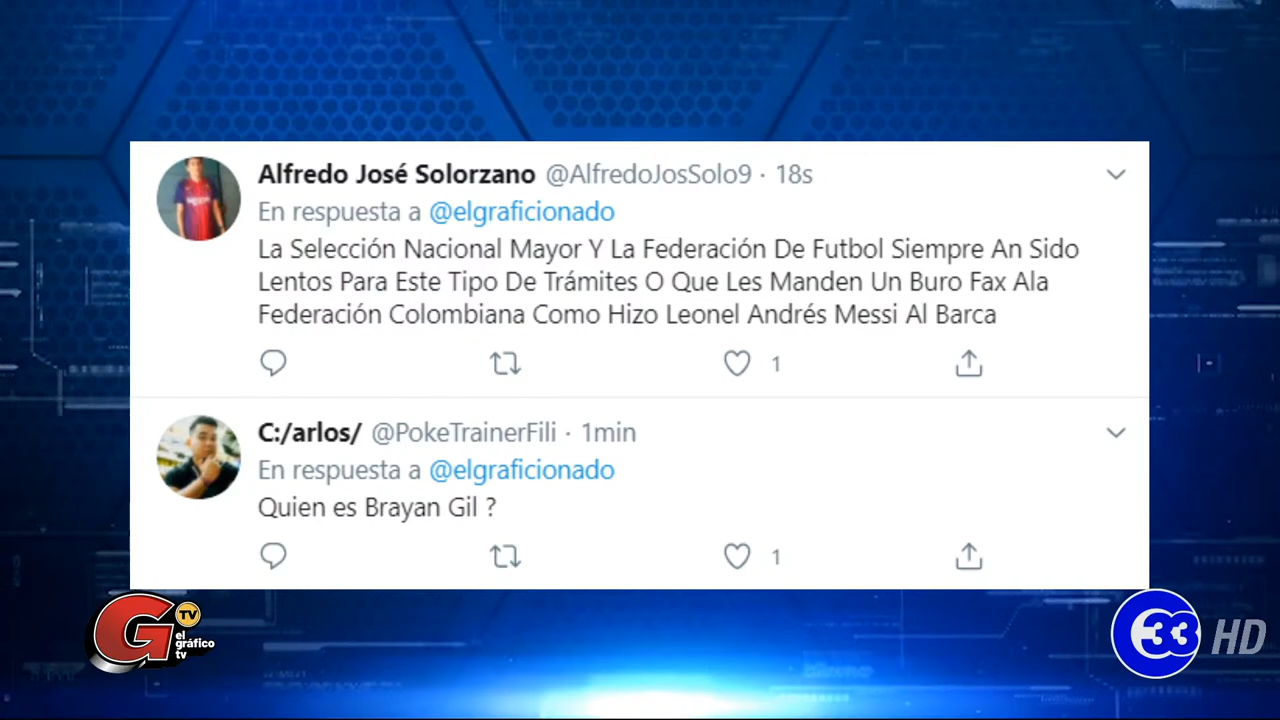 Alfredo José Solorzano @AlfredoJosSolo9 · 18s
En respuesta a @elgraficionado
La Selección Nacional Mayor Y La Federación De Futbol Siempre An Sido
Lentos Para Este Tipo De Trámites O Que Les Manden Un Buro Fax Ala
Federación Colombiana Como Hizo Leonel Andrés Messi Al Barca
1
C:/arlos/ @PokeTrainerFili · 1min
En respuesta a @elgraficionado
Quien es Brayan Gil ?
1
G TV
el
gráfico
tv
33 HD